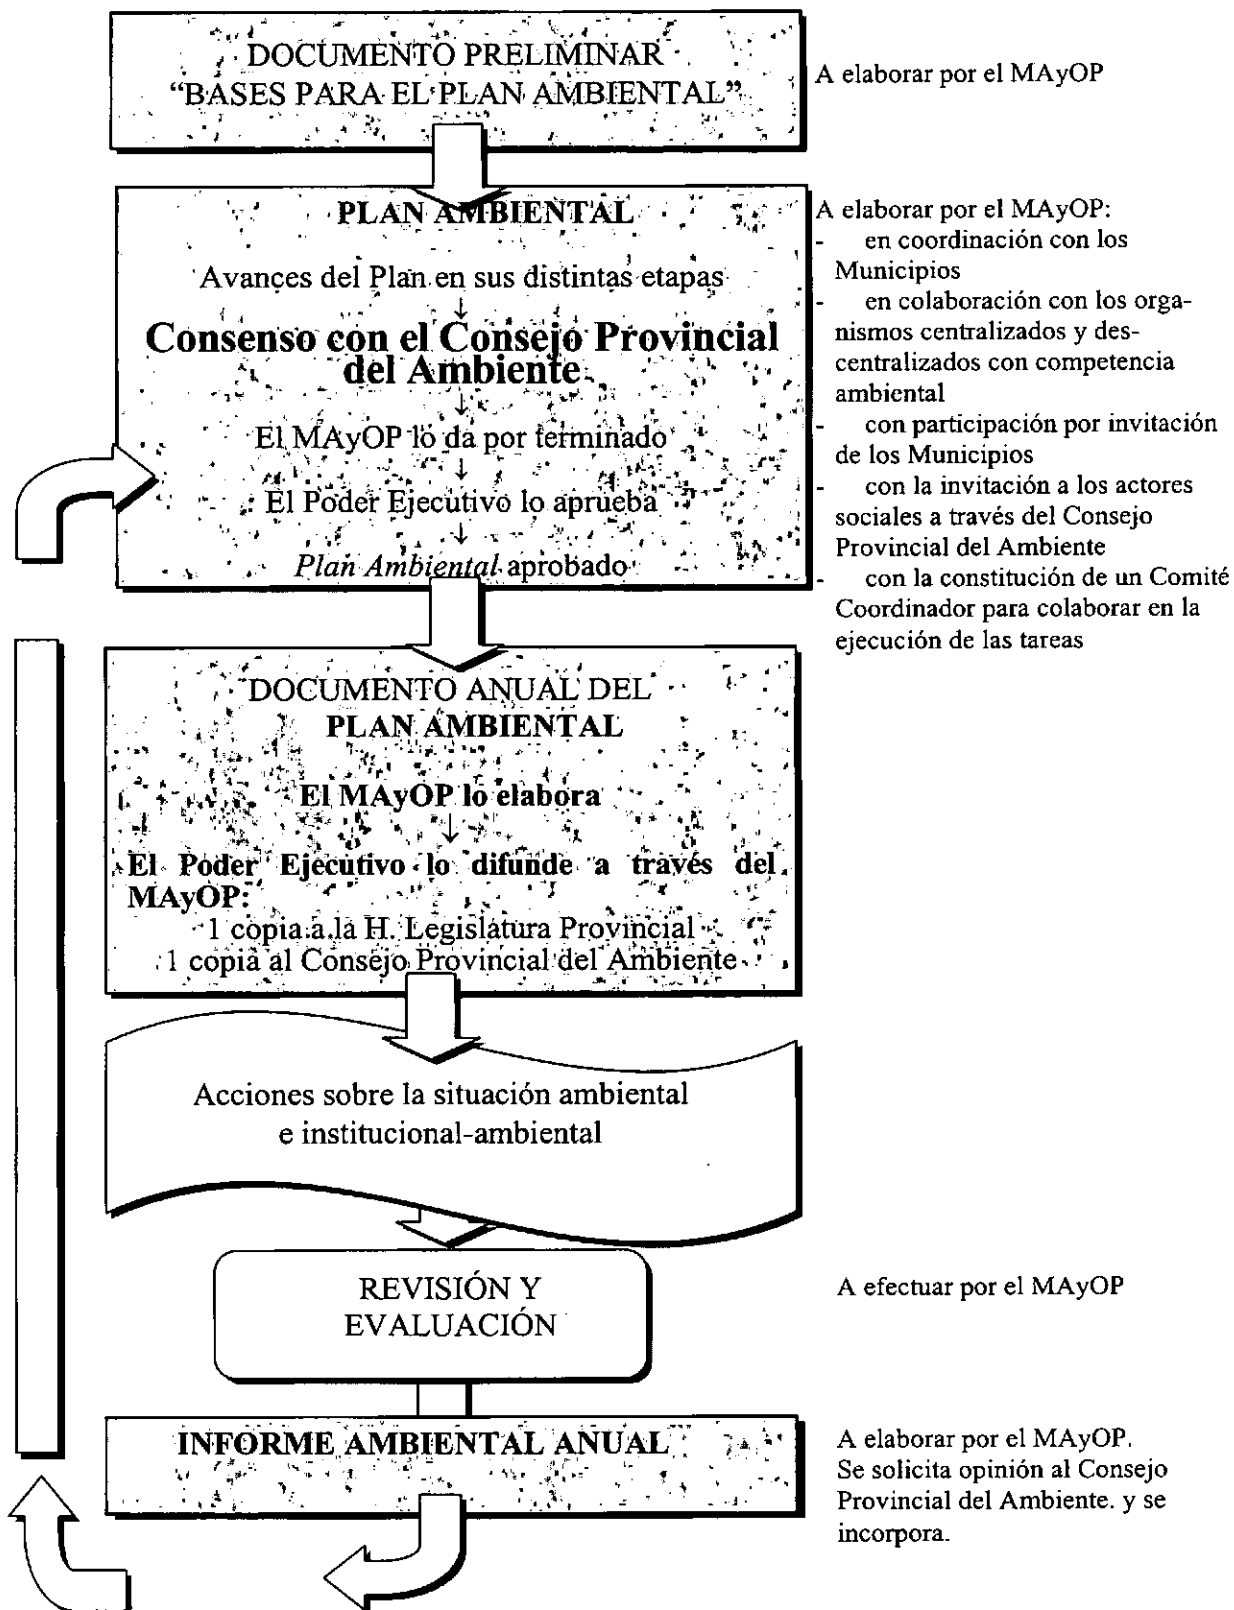 DOCUMENTO PRELIMINAR
“BASES PARA EL PLAN AMBIENTAL”
A elaborar por el MAyOP
PLAN AMBIENTAL
Avances del Plan en sus distintas etapas
↓
Consenso con el Consejo Provincial
del Ambiente
↓
El MAyOP lo da por terminado
↓
El Poder Ejecutivo lo aprueba
↓
Plan Ambiental aprobado
A elaborar por el MAyOP:
- en coordinación con los
Municipios
- en colaboración con los orga-
nismos centralizados y des-
centralizados con competencia
ambiental
- con participación por invitación
de los Municipios
- con la invitación a los actores
sociales a través del Consejo
Provincial del Ambiente
- con la constitución de un Comité
Coordinador para colaborar en la
ejecución de las tareas
DOCUMENTO ANUAL DEL
PLAN AMBIENTAL
El MAyOP lo elabora
↓
El Poder Ejecutivo lo difunde a través del
MAyOP:
1 copia a la H. Legislatura Provincial
1 copia al Consejo Provincial del Ambiente
Acciones sobre la situación ambiental
e institucional-ambiental
REVISIÓN Y
EVALUACIÓN
A efectuar por el MAyOP
INFORME AMBIENTAL ANUAL
A elaborar por el MAyOP.
Se solicita opinión al Consejo
Provincial del Ambiente. y se
incorpora.